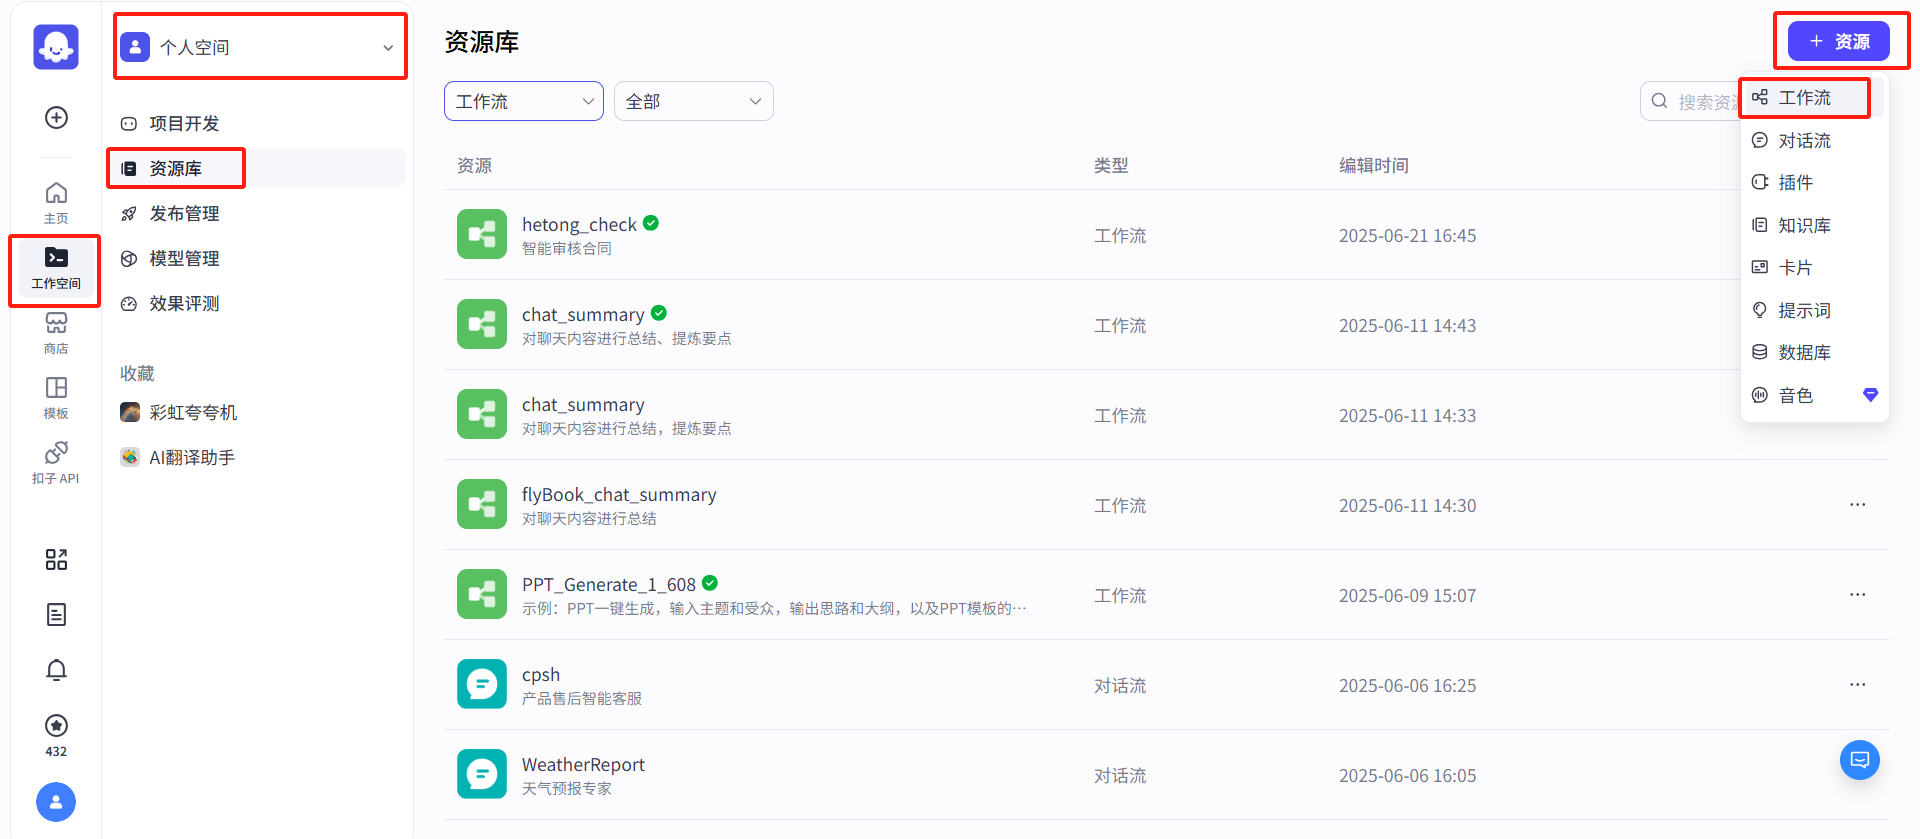 主页
工作空间
商店
模板
扣子 API
432
个人空间
项目开发
资源库
发布管理
模型管理
效果评测
收藏
彩虹夸夸机
AI翻译助手
资源库
+ 资源
工作流
全部
搜索资源
工作流
对话流
插件
知识库
卡片
提示词
数据库
音色
资源 类型 编辑时间
hetong_check 工作流 2025-06-21 16:45
智能审核合同
chat_summary 工作流 2025-06-11 14:43
对聊天内容进行总结、提炼要点
chat_summary 工作流 2025-06-11 14:33
对聊天内容进行总结，提炼要点
flyBook_chat_summary 工作流 2025-06-11 14:30
对聊天内容进行总结
PPT_Generate_1_608 工作流 2025-06-09 15:07
示例：PPT一键生成，输入主题和受众，输出思路和大纲，以及PPT模板的…
cpsh 对话流 2025-06-06 16:25
产品售后智能客服
WeatherReport 对话流 2025-06-06 16:05
天气预报专家